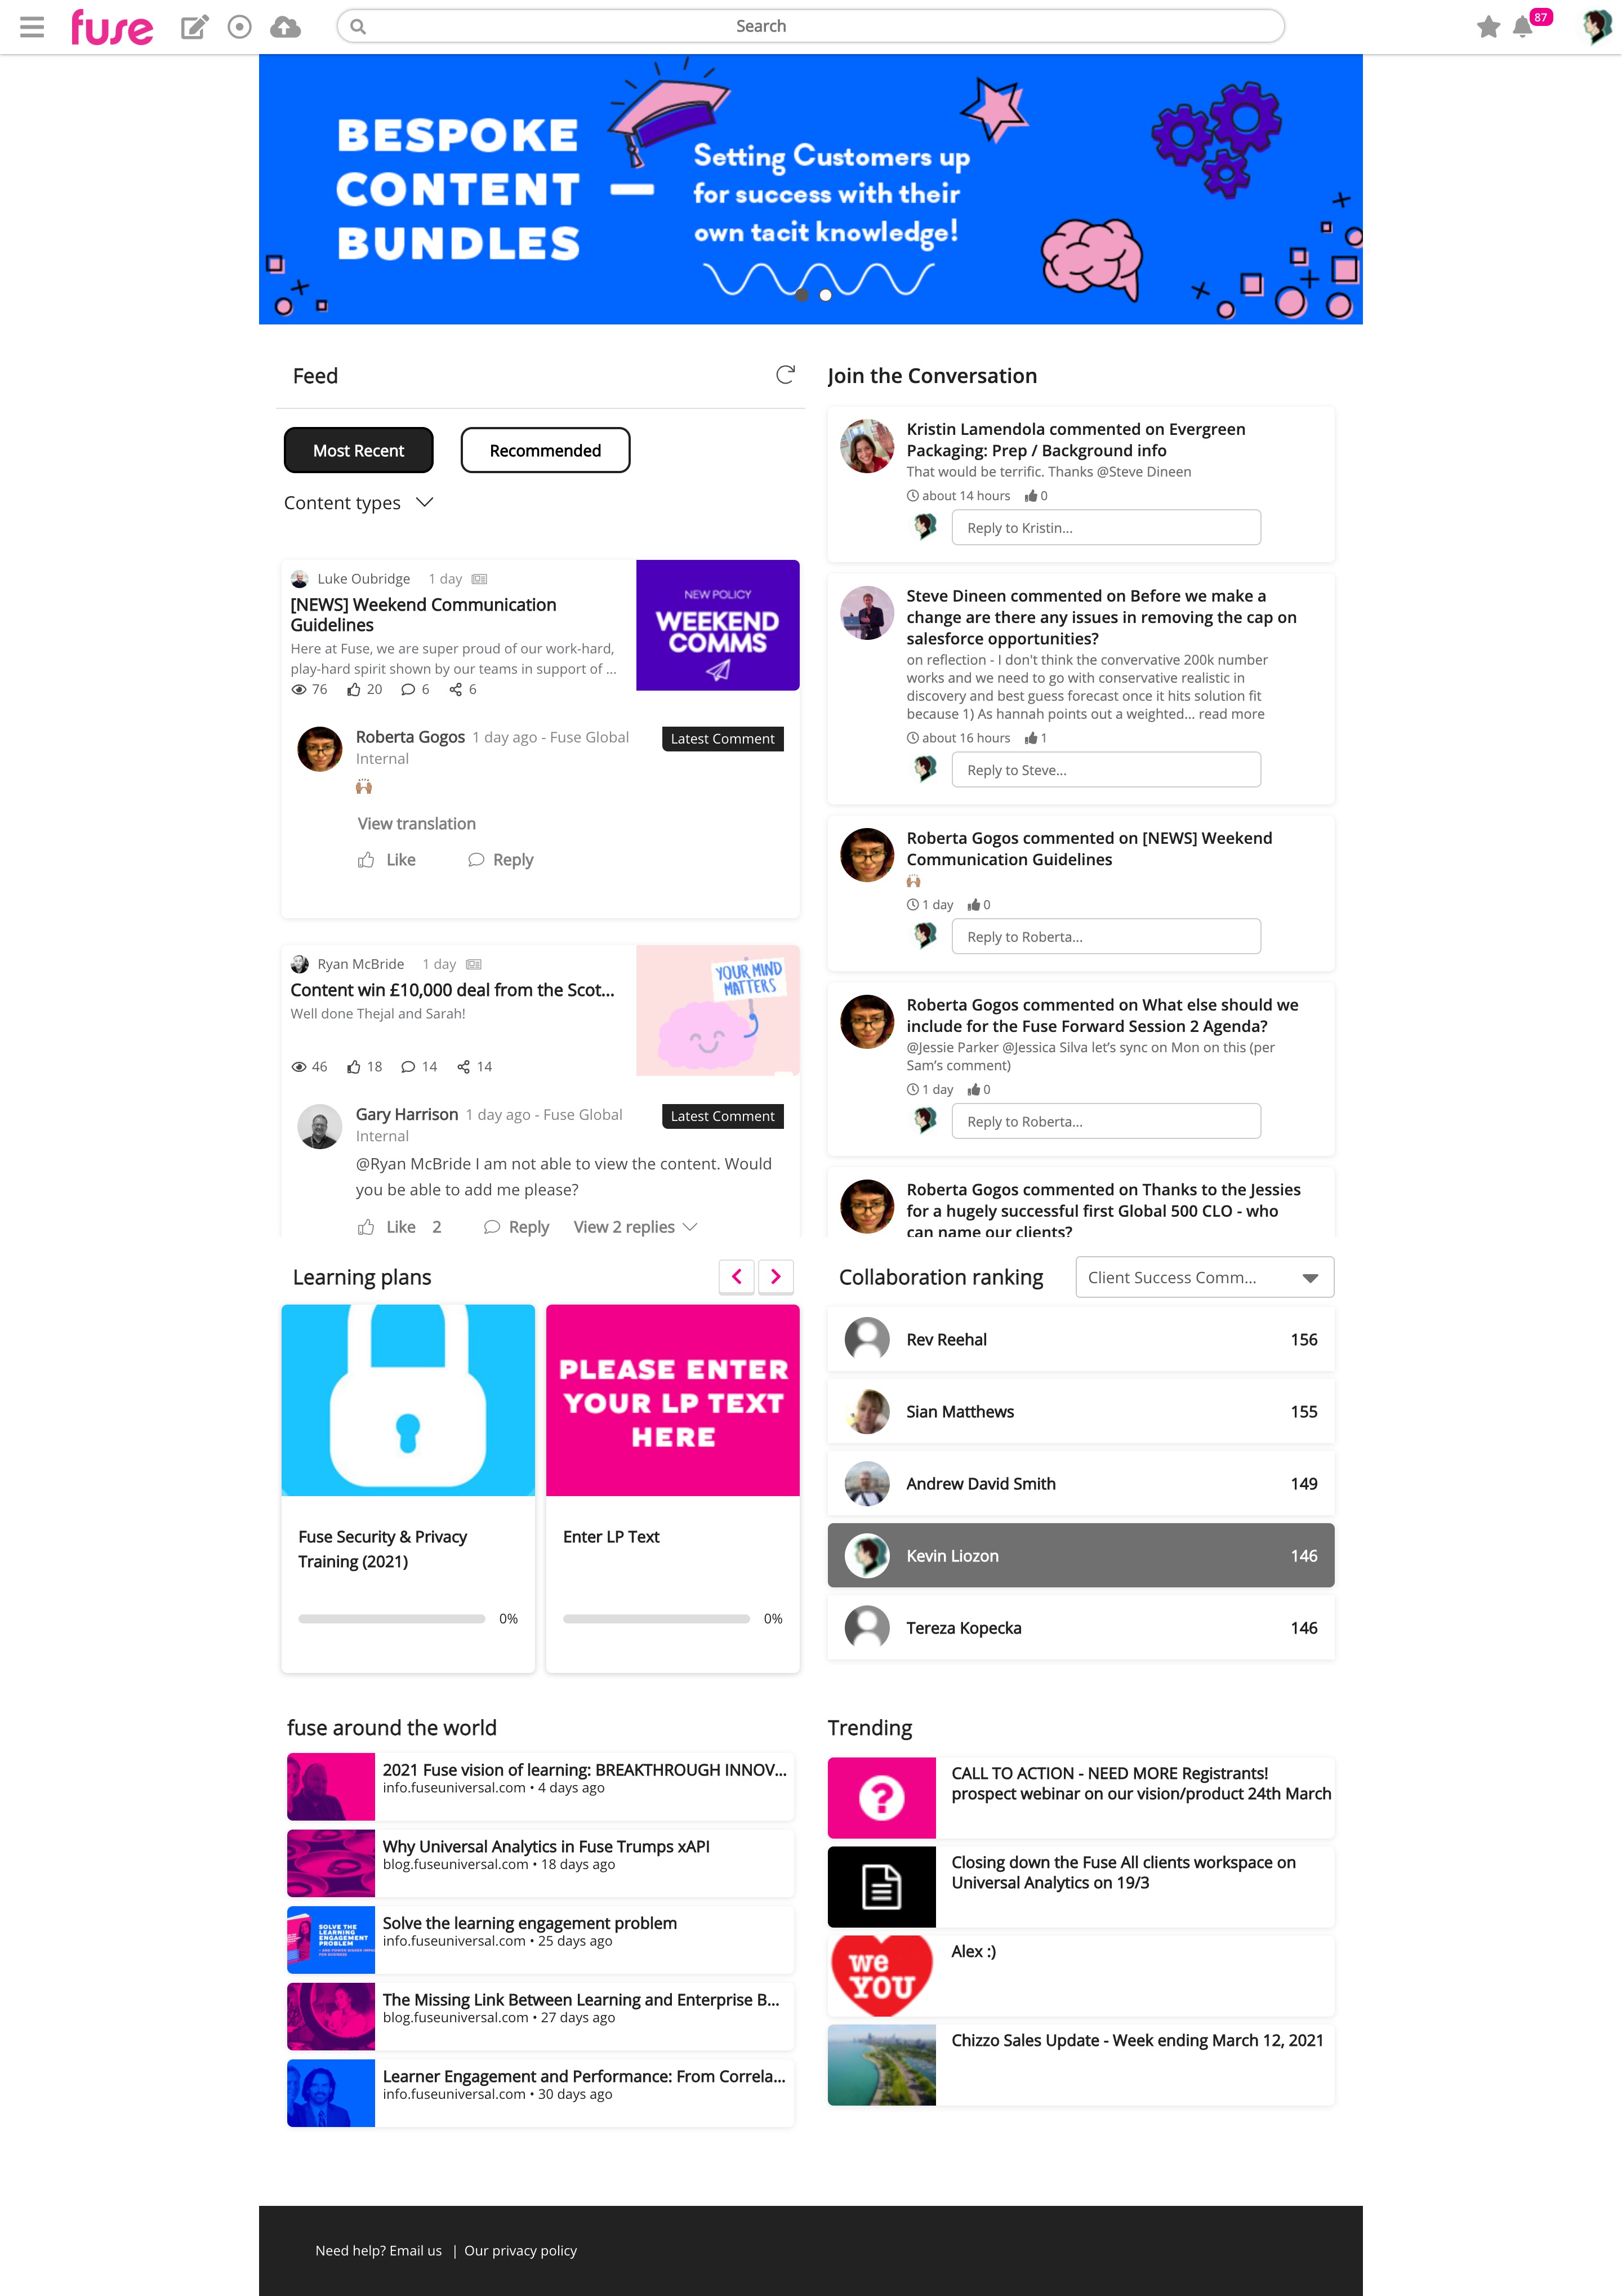 fuse
Search
87
BESPOKE
CONTENT
BUNDLES
Setting Customers up
for success with their
own tacit knowledge!
Feed
Most Recent
Recommended
Content types
Luke Oubridge 1 day
[NEWS] Weekend Communication
Guidelines
Here at Fuse, we are super proud of our work-hard,
play-hard spirit shown by our teams in support of ...
76 20 6 6
NEW POLICY
WEEKEND
COMMS
Roberta Gogos 1 day ago - Fuse Global
Internal
Latest Comment
🙌🏽
View translation
Like Reply
Ryan McBride 1 day
Content win £10,000 deal from the Scot...
Well done Thejal and Sarah!
46 18 14 14
YOUR MIND
MATTERS
Gary Harrison 1 day ago - Fuse Global
Internal
Latest Comment
@Ryan McBride I am not able to view the content. Would
you be able to add me please?
Like 2 Reply View 2 replies
Join the Conversation
Kristin Lamendola commented on Evergreen
Packaging: Prep / Background info
That would be terrific. Thanks @Steve Dineen
about 14 hours 0
Reply to Kristin...
Steve Dineen commented on Before we make a
change are there any issues in removing the cap on
salesforce opportunities?
on reflection - I don't think the convervative 200k number
works and we need to go with conservative realistic in
discovery and best guess forecast once it hits solution fit
because 1) As hannah points out a weighted... read more
about 16 hours 1
Reply to Steve...
Roberta Gogos commented on [NEWS] Weekend
Communication Guidelines
🙌🏽
1 day 0
Reply to Roberta...
Roberta Gogos commented on What else should we
include for the Fuse Forward Session 2 Agenda?
@Jessie Parker @Jessica Silva let’s sync on Mon on this (per
Sam’s comment)
1 day 0
Reply to Roberta...
Roberta Gogos commented on Thanks to the Jessies
for a hugely successful first Global 500 CLO - who
can name our clients?
Learning plans
PLEASE ENTER
YOUR LP TEXT
HERE
Fuse Security & Privacy
Training (2021)
0%
Enter LP Text
0%
Collaboration ranking
Client Success Comm...
Rev Reehal 156
Sian Matthews 155
Andrew David Smith 149
Kevin Liozon 146
Tereza Kopecka 146
fuse around the world
2021 Fuse vision of learning: BREAKTHROUGH INNOV...
info.fuseuniversal.com • 4 days ago
Why Universal Analytics in Fuse Trumps xAPI
blog.fuseuniversal.com • 18 days ago
SOLVE THE
LEARNING
ENGAGEMENT
PROBLEM
Solve the learning engagement problem
info.fuseuniversal.com • 25 days ago
The Missing Link Between Learning and Enterprise B...
blog.fuseuniversal.com • 27 days ago
Learner Engagement and Performance: From Correla...
info.fuseuniversal.com • 30 days ago
Trending
?
CALL TO ACTION - NEED MORE Registrants!
prospect webinar on our vision/product 24th March
Closing down the Fuse All clients workspace on
Universal Analytics on 19/3
we
YOU
Alex :)
Chizzo Sales Update - Week ending March 12, 2021
Need help? Email us | Our privacy policy